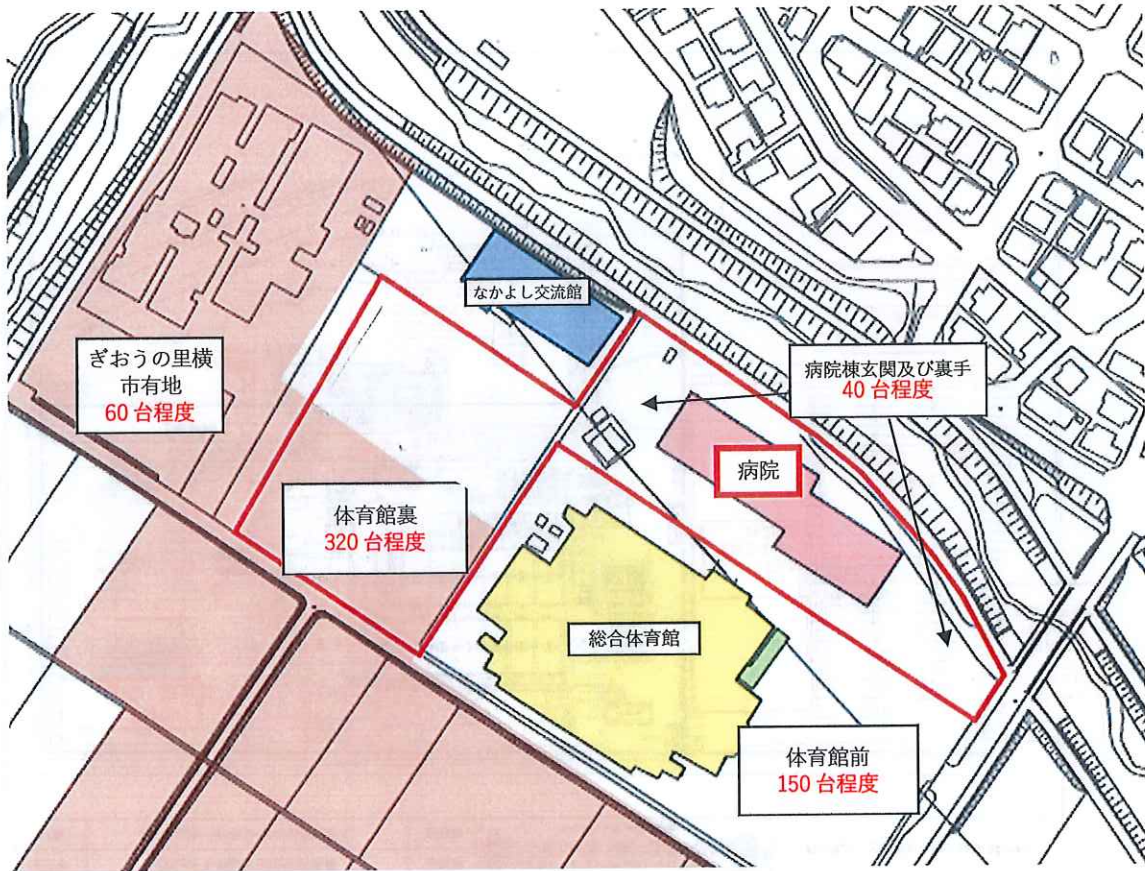 なかよし交流館
ぎおうの里横
市有地
60 台程度
病院棟玄関及び裏手
40 台程度
病院
体育館裏
320 台程度
総合体育館
体育館前
150 台程度